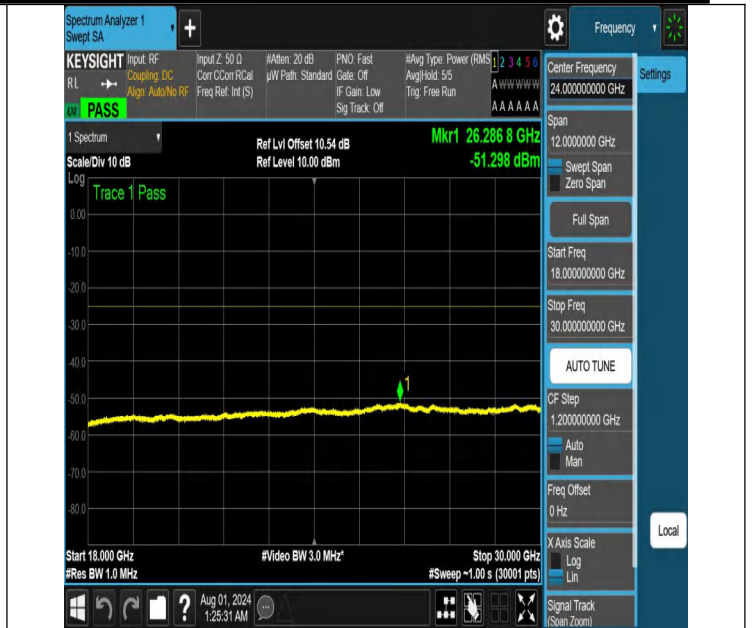 Spectrum Analyzer 1
Swept SA
+
Frequency
KEYSIGHT
RL
LXI
PASS
Input: RF
Coupling: DC
Align: Auto/No RF
Input Z: 50 Ω
Corr CCorr RCal
Freq Ref: Int (S)
#Atten: 20 dB
µW Path: Standard
PNO: Fast
Gate: Off
IF Gain: Low
Sig Track: Off
#Avg Type: Power (RMS
Avg|Hold: 5/5
Trig: Free Run
1 2 3 4 5 6
A W W W W W
A A A A A A
1 Spectrum
Scale/Div 10 dB
Ref Lvl Offset 10.54 dB
Ref Level 10.00 dBm
Mkr1 26.286 8 GHz
-51.298 dBm
Log
Trace 1 Pass
0.00
-10.0
-20.0
-30.0
-40.0
-50.0
-60.0
-70.0
-80.0
1
Start 18.000 GHz
#Res BW 1.0 MHz
#Video BW 3.0 MHz*
Stop 30.000 GHz
#Sweep ~1.00 s (30001 pts)
?
Aug 01, 2024
1:25:31 AM
Center Frequency
24.000000000 GHz
Span
12.0000000 GHz
Swept Span
Zero Span
Full Span
Start Freq
18.000000000 GHz
Stop Freq
30.000000000 GHz
AUTO TUNE
CF Step
1.200000000 GHz
Auto
Man
Freq Offset
0 Hz
X Axis Scale
Log
Lin
Signal Track
(Span Zoom)
Settings
Local